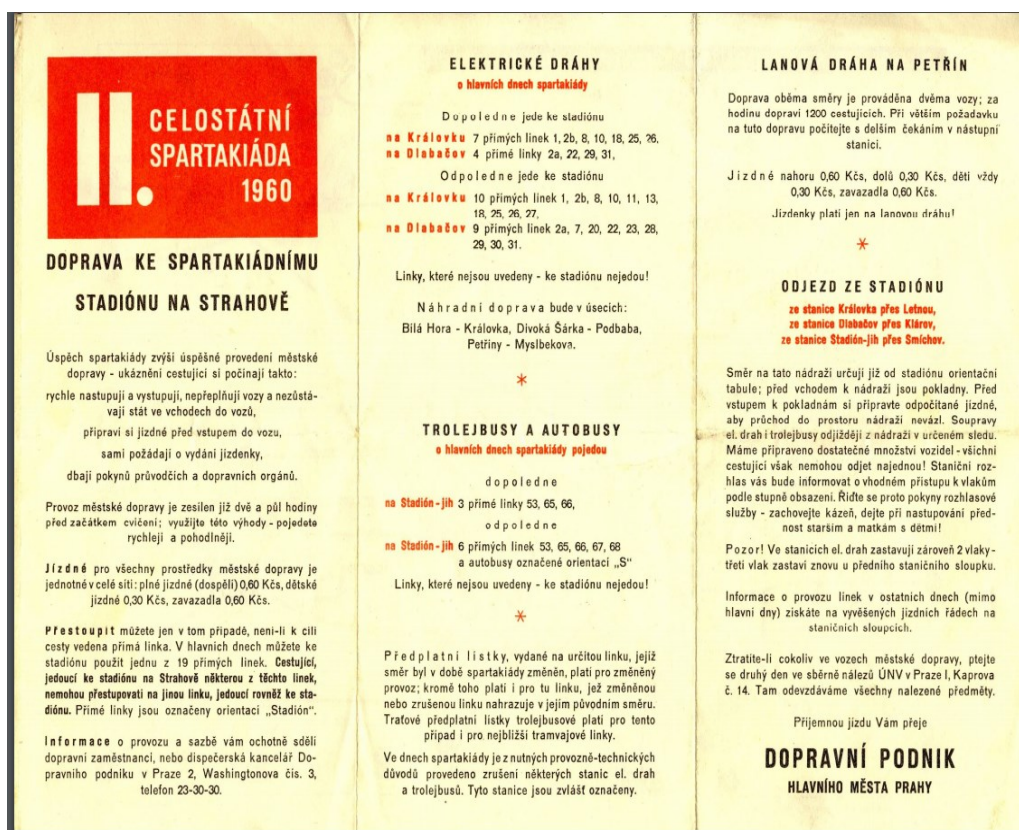 II. CELOSTÁTNÍ
SPARTAKIÁDA
1960
DOPRAVA KE SPARTAKIÁDNÍMU
STADIÓNU NA STRAHOVĚ
Úspěch spartakiády zvýší úspěšné provedení městské
dopravy - ukáznění cestující si počínají takto:
rychle nastupují a vystupují, nepřeplňují vozy a nezůstá-
vají stát ve vchodech do vozů,
připraví si jízdné před vstupem do vozu,
sami požádají o vydání jízdenky,
dbají pokynů průvodčích a dopravních orgánů.
Provoz městské dopravy je zesílen již dvě a půl hodiny
před začátkem cvičení; využijte této výhody - pojedete
rychleji a pohodlněji.
Jízdné pro všechny prostředky městské dopravy je
jednotné v celé síti: plné jízdné (dospělí) 0,60 Kčs, dětské
jízdné 0,30 Kčs, zavazadla 0,60 Kčs.
Přestoupit můžete jen v tom případě, není-li k cíli
cesty vedena přímá linka. V hlavních dnech můžete ke
stadiónu použít jednu z 19 přímých linek. Cestující,
jedoucí ke stadiónu na Strahově některou z těchto linek,
nemohou přestupovati na jinou linku, jedoucí rovněž ke sta-
diónu. Přímé linky jsou označeny orientací „Stadión“.
Informace o provozu a sazbě vám ochotně sdělí
dopravní zaměstnanci, nebo dispečerská kancelář Do-
pravního podniku v Praze 2, Washingtonova čís. 3,
telefon 23-30-30.
ELEKTRICKÉ DRÁHY
o hlavních dnech spartakiády
Dopoledne jede ke stadiónu
na Královku 7 přímých linek 1, 2b, 8, 10, 18, 25, 26,
na Dlabačov 4 přímé linky 2a, 22, 29, 31,
Odpoledne jede ke stadiónu
na Královku 10 přímých linek 1, 2b, 8, 10, 11, 13,
18, 25, 26, 27,
na Dlabačov 9 přímých linek 2a, 7, 20, 22, 23, 28,
29, 30, 31.
Linky, které nejsou uvedeny - ke stadiónu nejedou!
Náhradní doprava bude v úsecích:
Bílá Hora - Královka, Divoká Šárka - Podbaba,
Petřiny - Myslbekova.
*
TROLEJBUSY A AUTOBUSY
o hlavních dnech spartakiády pojedou
dopoledne
na Stadión-jih 3 přímé linky 53, 65, 66,
odpoledne
na Stadión-jih 6 přímých linek 53, 65, 66, 67, 68
a autobusy označené orientací „S“
Linky, které nejsou uvedeny - ke stadiónu nejedou!
*
Předplatní lístky, vydané na určitou linku, jejíž
směr byl v době spartakiády změněn, platí pro změněný
provoz; kromě toho platí i pro tu linku, jež změněnou
nebo zrušenou linku nahrazuje v jejím původním směru.
Traťové předplatní lístky trolejbusové platí pro tento
případ i pro nejbližší tramvajové linky.
Ve dnech spartakiády je z nutných provozně-technických
důvodů provedeno zrušení některých stanic el. drah
a trolejbusů. Tyto stanice jsou zvlášť označeny.
LANOVÁ DRÁHA NA PETŘÍN
Doprava oběma směry je prováděna dvěma vozy; za
hodinu dopraví 1200 cestujících. Při větším požadavku
na tuto dopravu počítejte s delším čekáním v nástupní
stanici.
Jízdné nahoru 0,60 Kčs, dolů 0,30 Kčs, děti vždy
0,30 Kčs, zavazadla 0,60 Kčs.
Jízdenky platí jen na lanovou dráhu!
*
ODJEZD ZE STADIÓNU
ze stanice Královka přes Letnou,
ze stanice Dlabačov přes Klárov,
ze stanice Stadión-jih přes Smíchov.
Směr na tato nádraží určují již od stadiónu orientační
tabule; před vchodem k nádraží jsou pokladny. Před
vstupem k pokladnám si připravte odpočítané jízdné,
aby průchod do prostoru nádraží nevázl. Soupravy
el. drah i trolejbusy odjíždějí z nádraží v určeném sledu.
Máme připraveno dostatečné množství vozidel - všichni
cestující však nemohou odjet najednou! Staniční roz-
hlas vás bude informovat o vhodném přístupu k vlakům
podle stupně obsazení. Řiďte se proto pokyny rozhlasové
služby - zachovejte kázeň, dejte při nastupování před-
nost starším a matkám s dětmi!
Pozor! Ve stanicích el. drah zastavují zároveň 2 vlaky-
třetí vlak zastaví znovu u předního staničního sloupku.
Informace o provozu linek v ostatních dnech (mimo
hlavní dny) získáte na vyvěšených jízdních řádech na
staničních sloupcích.
Ztratíte-li cokoliv ve vozech městské dopravy, ptejte
se druhý den ve sběrně nálezů ÚNV v Praze I, Kaprova
č. 14. Tam odevzdáváme všechny nalezené předměty.
Příjemnou jízdu Vám přeje
DOPRAVNÍ PODNIK
HLAVNÍHO MĚSTA PRAHY